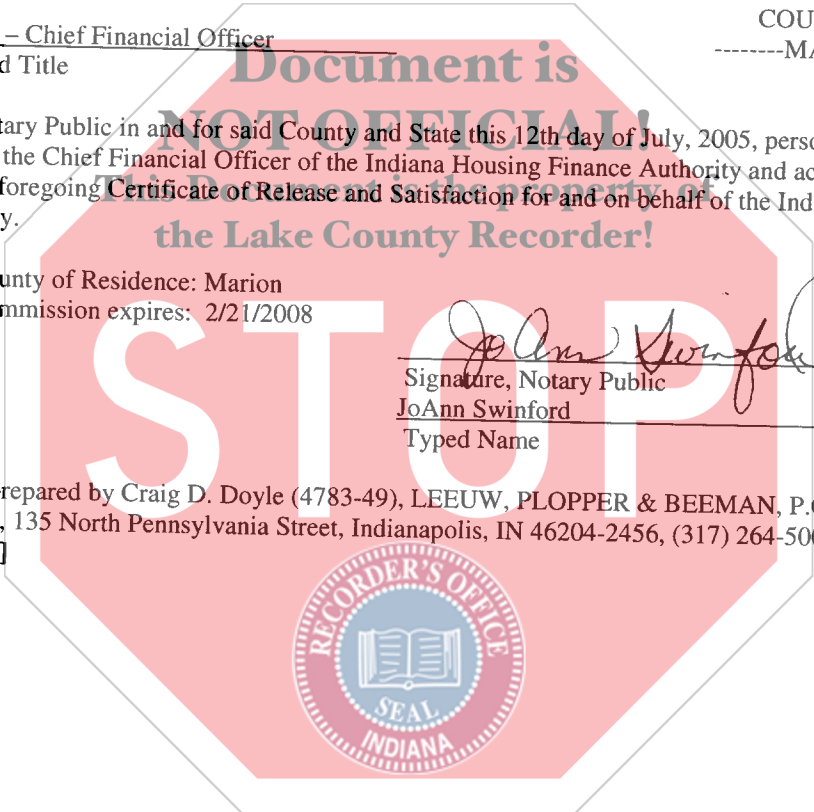 – Chief Financial Officer
COU
d Title
--------MA
Document is
NOT OFFICIAL!
tary Public in and for said County and State this 12th day of July, 2005, perso
the Chief Financial Officer of the Indiana Housing Finance Authority and ac
foregoing Certificate of Release and Satisfaction for and on behalf of the Ind
This Document is the property of
y.
the Lake County Recorder!
unty of Residence: Marion
mmission expires: 2/21/2008
STOP
JoAnn Swinford
Signature, Notary Public
JoAnn Swinford
Typed Name
repared by Craig D. Doyle (4783-49), LEEUW, PLOPPER & BEEMAN, P.C
, 135 North Pennsylvania Street, Indianapolis, IN 46204-2456, (317) 264-500
]
RECORDER'S OFFICE
SEAL
INDIANA